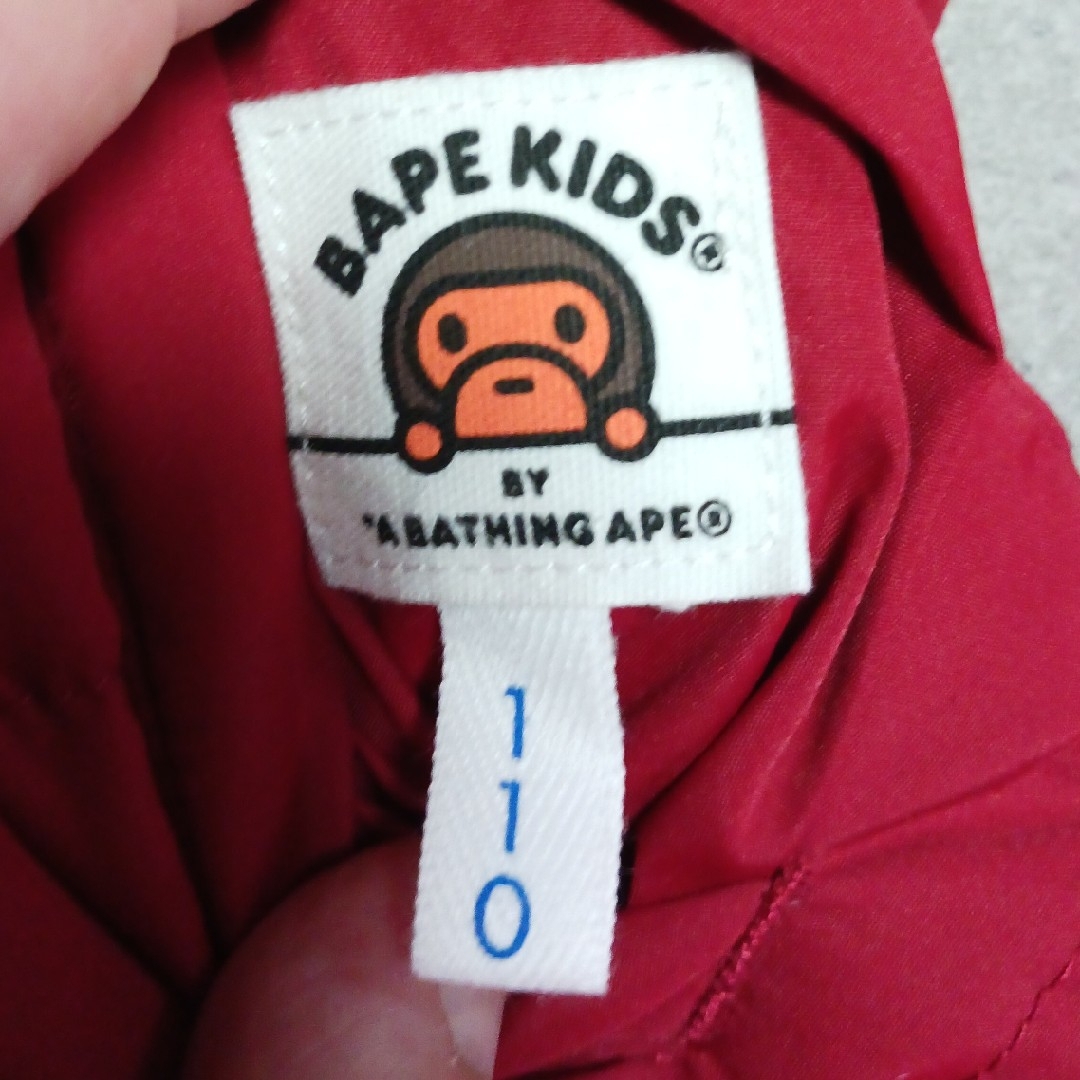 BAPE KIDS®
BY
"A BATHING APE®
110